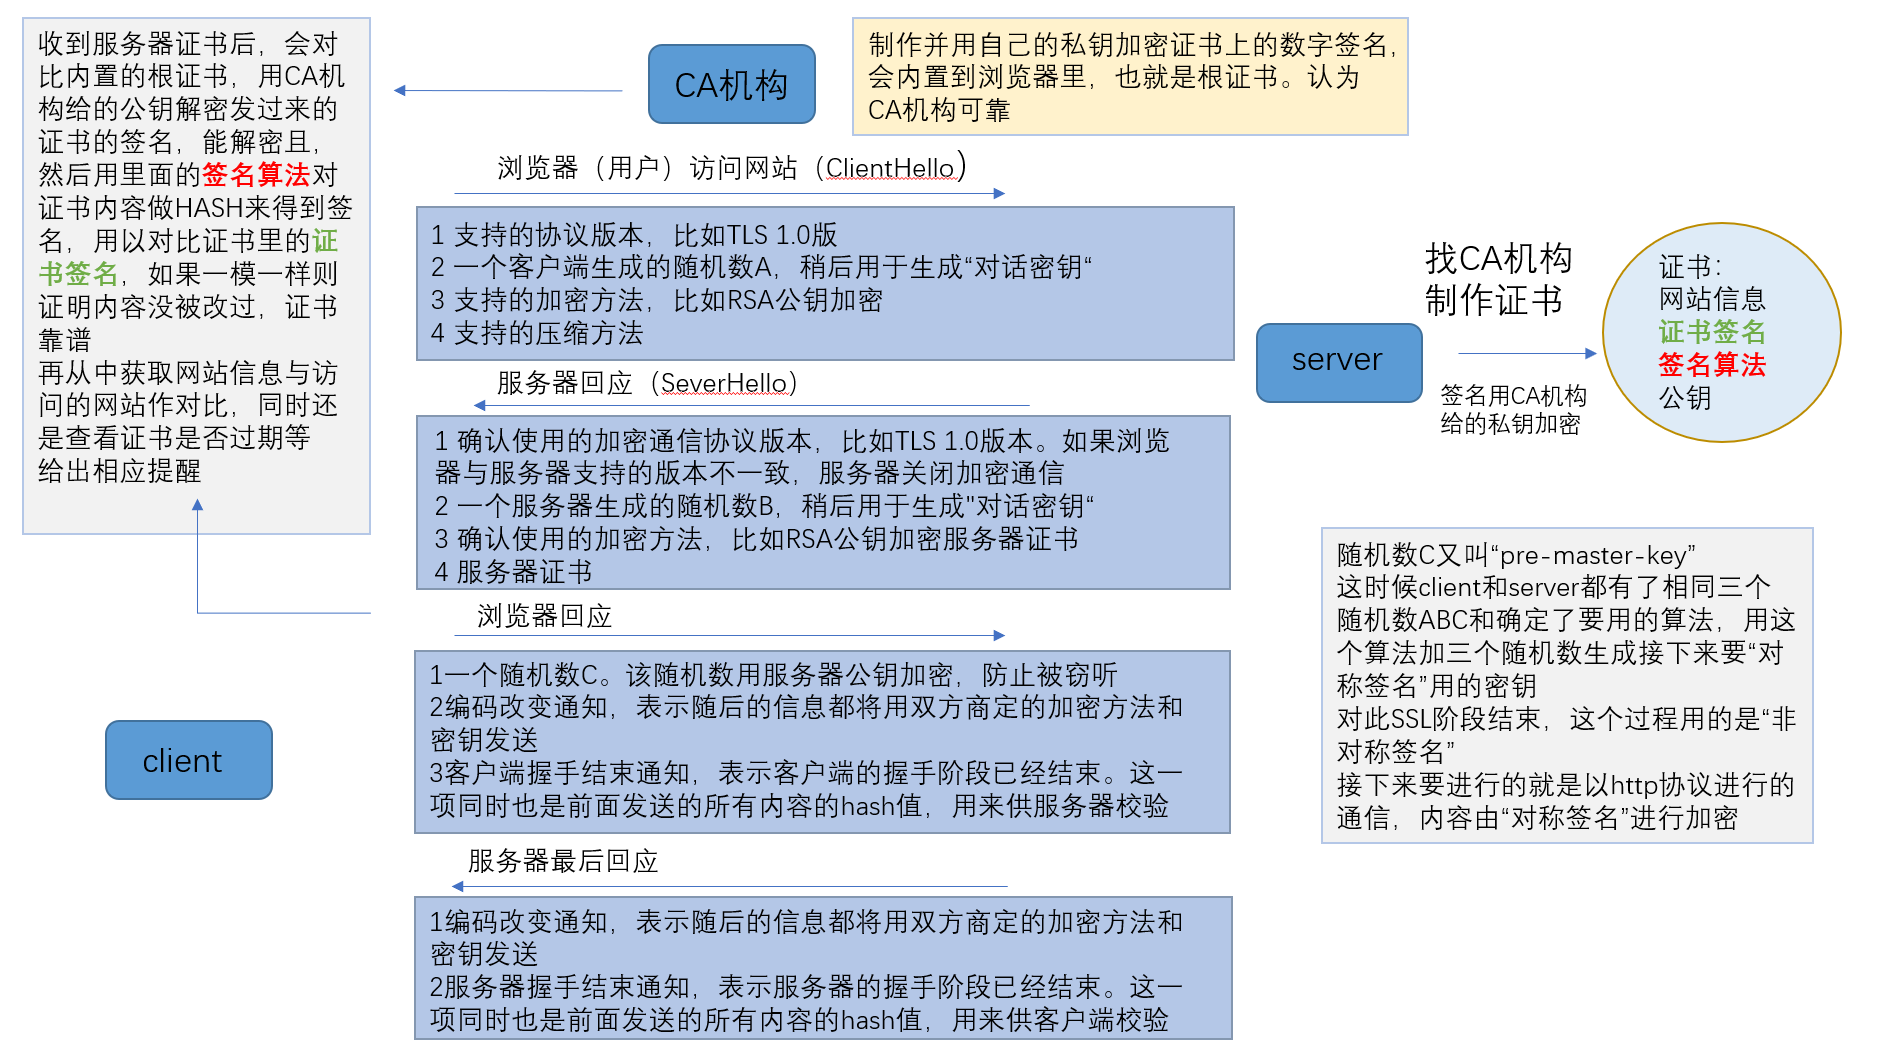 收到服务器证书后，会对
比内置的根证书，用CA机
构给的公钥解密发过来的
证书的签名，能解密且，
然后用里面的签名算法对
证书内容做HASH来得到签
名，用以对比证书里的证
书签名，如果一模一样则
证明内容没被改过，证书
靠谱
再从中获取网站信息与访
问的网站作对比，同时还
是查看证书是否过期等
给出相应提醒
CA机构
制作并用自己的私钥加密证书上的数字签名，
会内置到浏览器里，也就是根证书。认为
CA机构可靠
浏览器（用户）访问网站（ClientHello）
1 支持的协议版本，比如TLS 1.0版
2 一个客户端生成的随机数A，稍后用于生成“对话密钥“
3 支持的加密方法，比如RSA公钥加密
4 支持的压缩方法
服务器回应（SeverHello）
1 确认使用的加密通信协议版本，比如TLS 1.0版本。如果浏览
器与服务器支持的版本不一致，服务器关闭加密通信
2 一个服务器生成的随机数B，稍后用于生成"对话密钥“
3 确认使用的加密方法，比如RSA公钥加密服务器证书
4 服务器证书
浏览器回应
1一个随机数C。该随机数用服务器公钥加密，防止被窃听
2编码改变通知，表示随后的信息都将用双方商定的加密方法和
密钥发送
3客户端握手结束通知，表示客户端的握手阶段已经结束。这一
项同时也是前面发送的所有内容的hash值，用来供服务器校验
服务器最后回应
1编码改变通知，表示随后的信息都将用双方商定的加密方法和
密钥发送
2服务器握手结束通知，表示服务器的握手阶段已经结束。这一
项同时也是前面发送的所有内容的hash值，用来供客户端校验
client
server
找CA机构
制作证书
签名用CA机构
给的私钥加密
证书：
网站信息
证书签名
签名算法
公钥
随机数C又叫“pre-master-key”
这时候client和server都有了相同三个
随机数ABC和确定了要用的算法，用这
个算法加三个随机数生成接下来要“对
称签名”用的密钥
对此SSL阶段结束，这个过程用的是“非
对称签名”
接下来要进行的就是以http协议进行的
通信，内容由“对称签名”进行加密